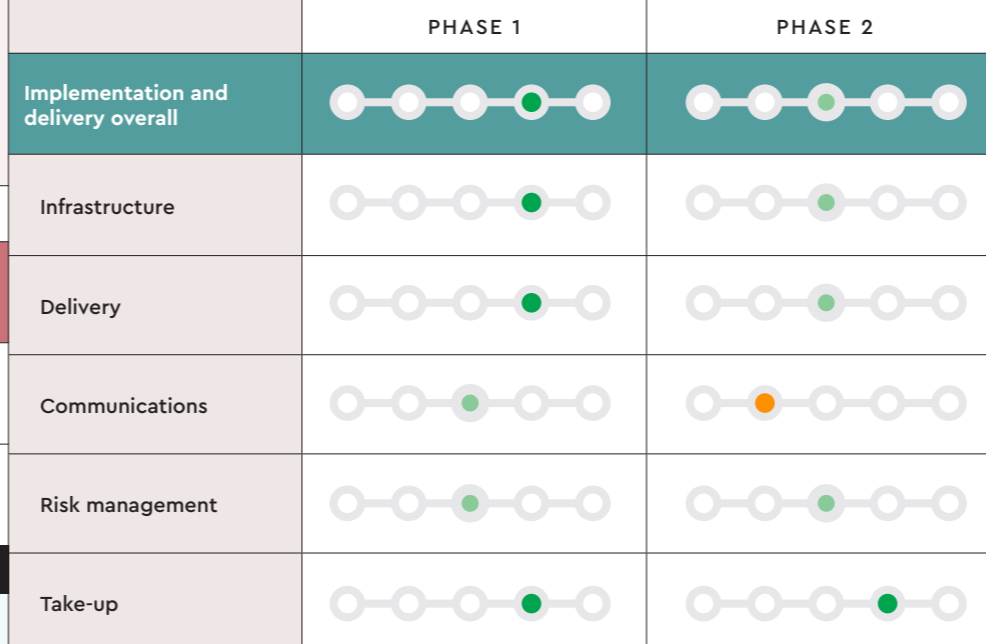 PHASE 1
PHASE 2
Implementation and
delivery overall
Infrastructure
Delivery
Communications
Risk management
Take-up